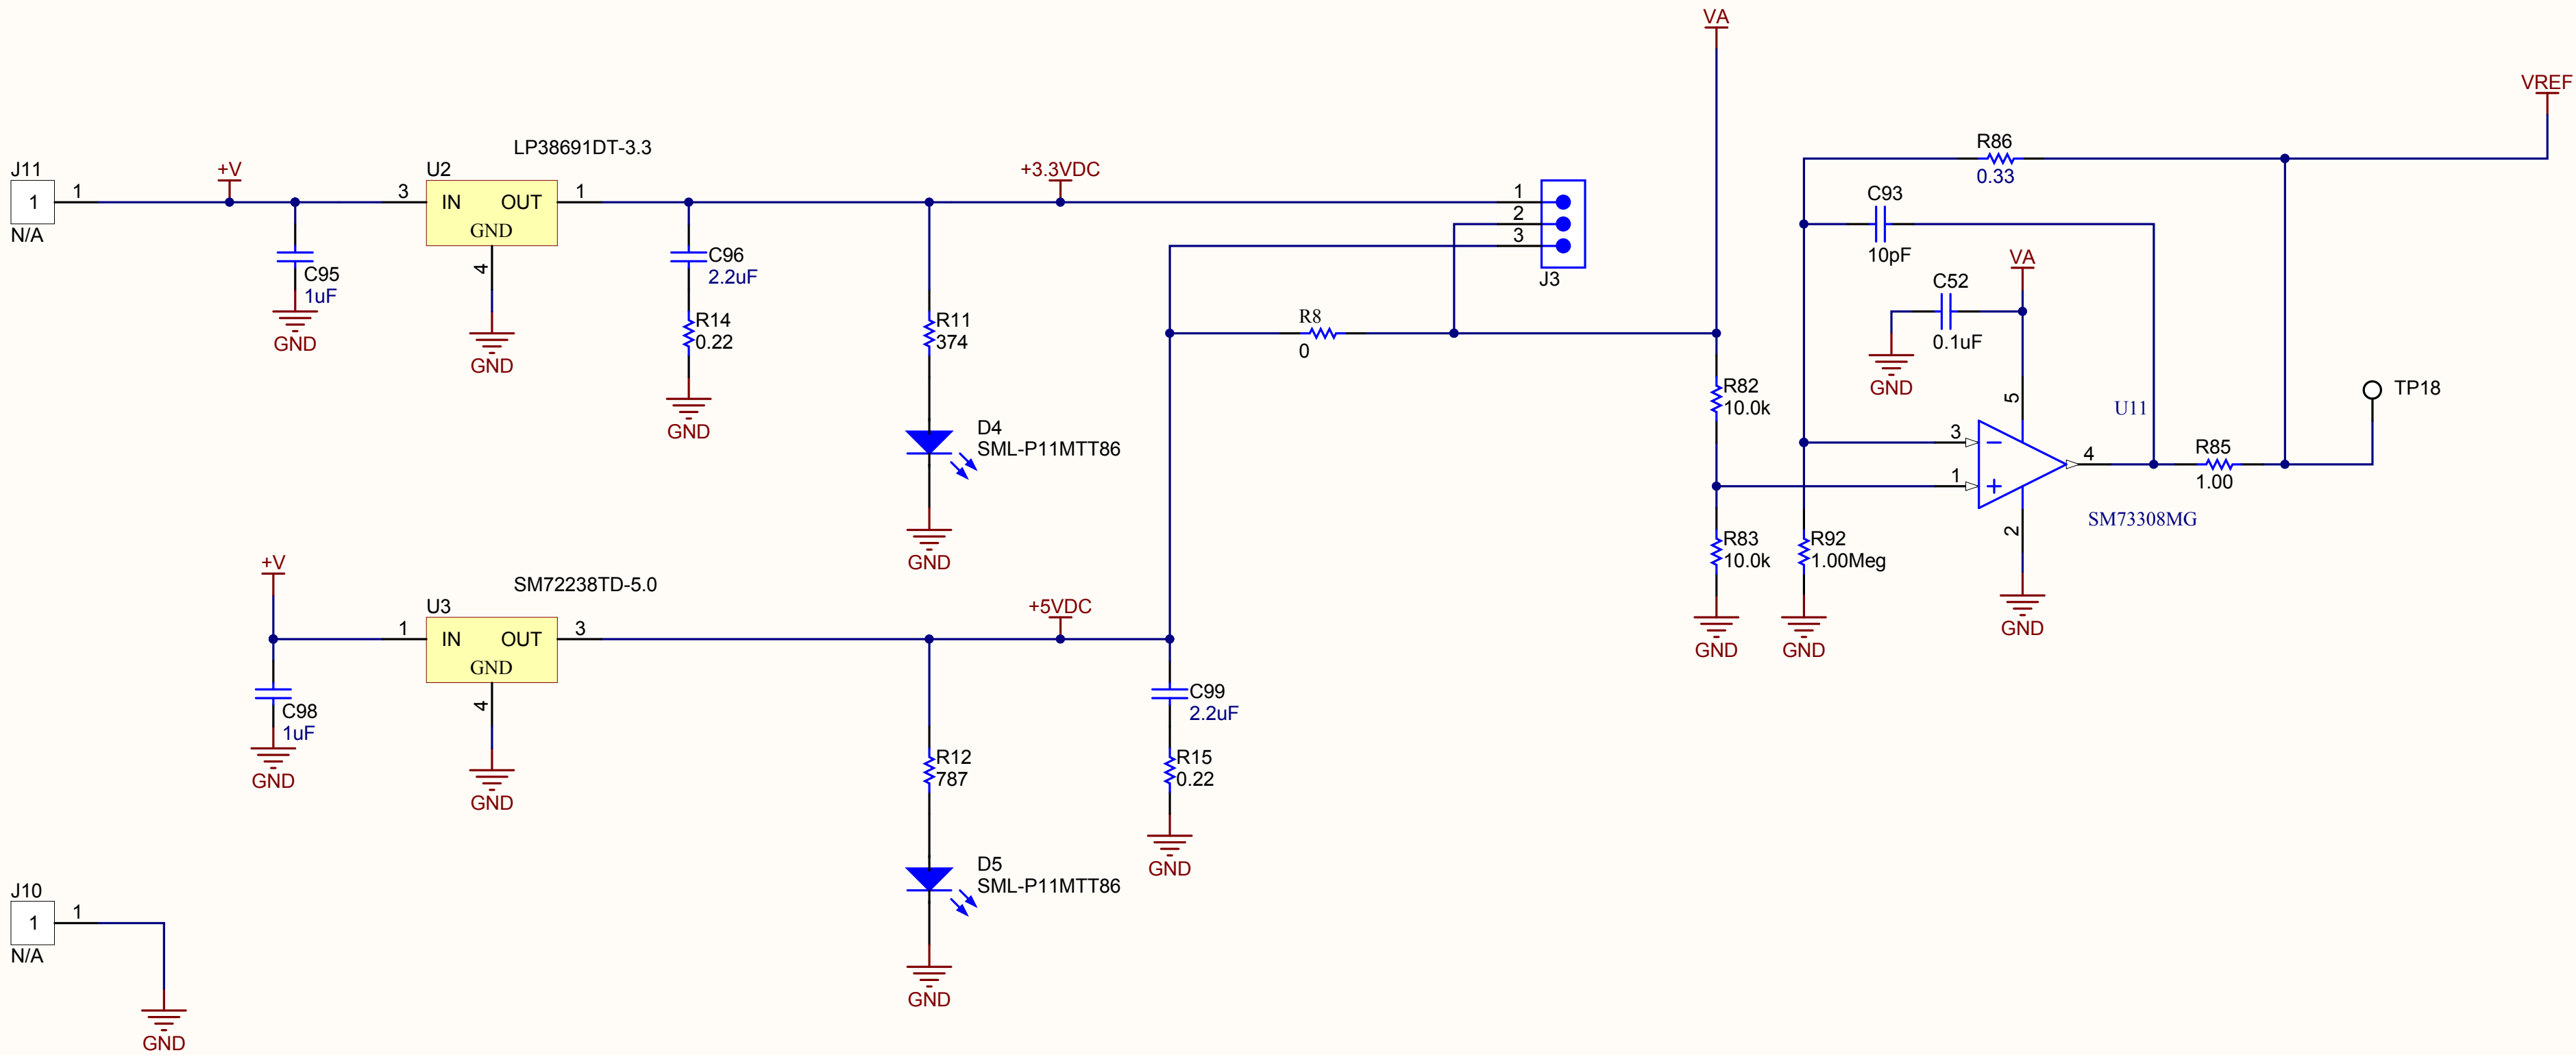 VA
VREF
R86
0.33
LP38691DT-3.3
J11
1
1
N/A
+V
3
U2
IN OUT
GND
1
4
+3.3VDC
1
2
3
J3
C93
10pF
VA
C52
0.1uF
GND
C95
1uF
GND
GND
C96
2.2uF
R14
0.22
GND
R11
374
D4
SML-P11MTT86
GND
R8
0
R82
10.0k
5
U11
3
1
4
2
R85
1.00
TP18
SM73308MG
R83
10.0k
R92
1.00Meg
GND
GND
GND
+V
SM72238TD-5.0
U3
1
IN OUT
GND
3
4
+5VDC
C98
1uF
GND
GND
C99
2.2uF
R12
787
R15
0.22
GND
D5
SML-P11MTT86
GND
J10
1
1
N/A
GND